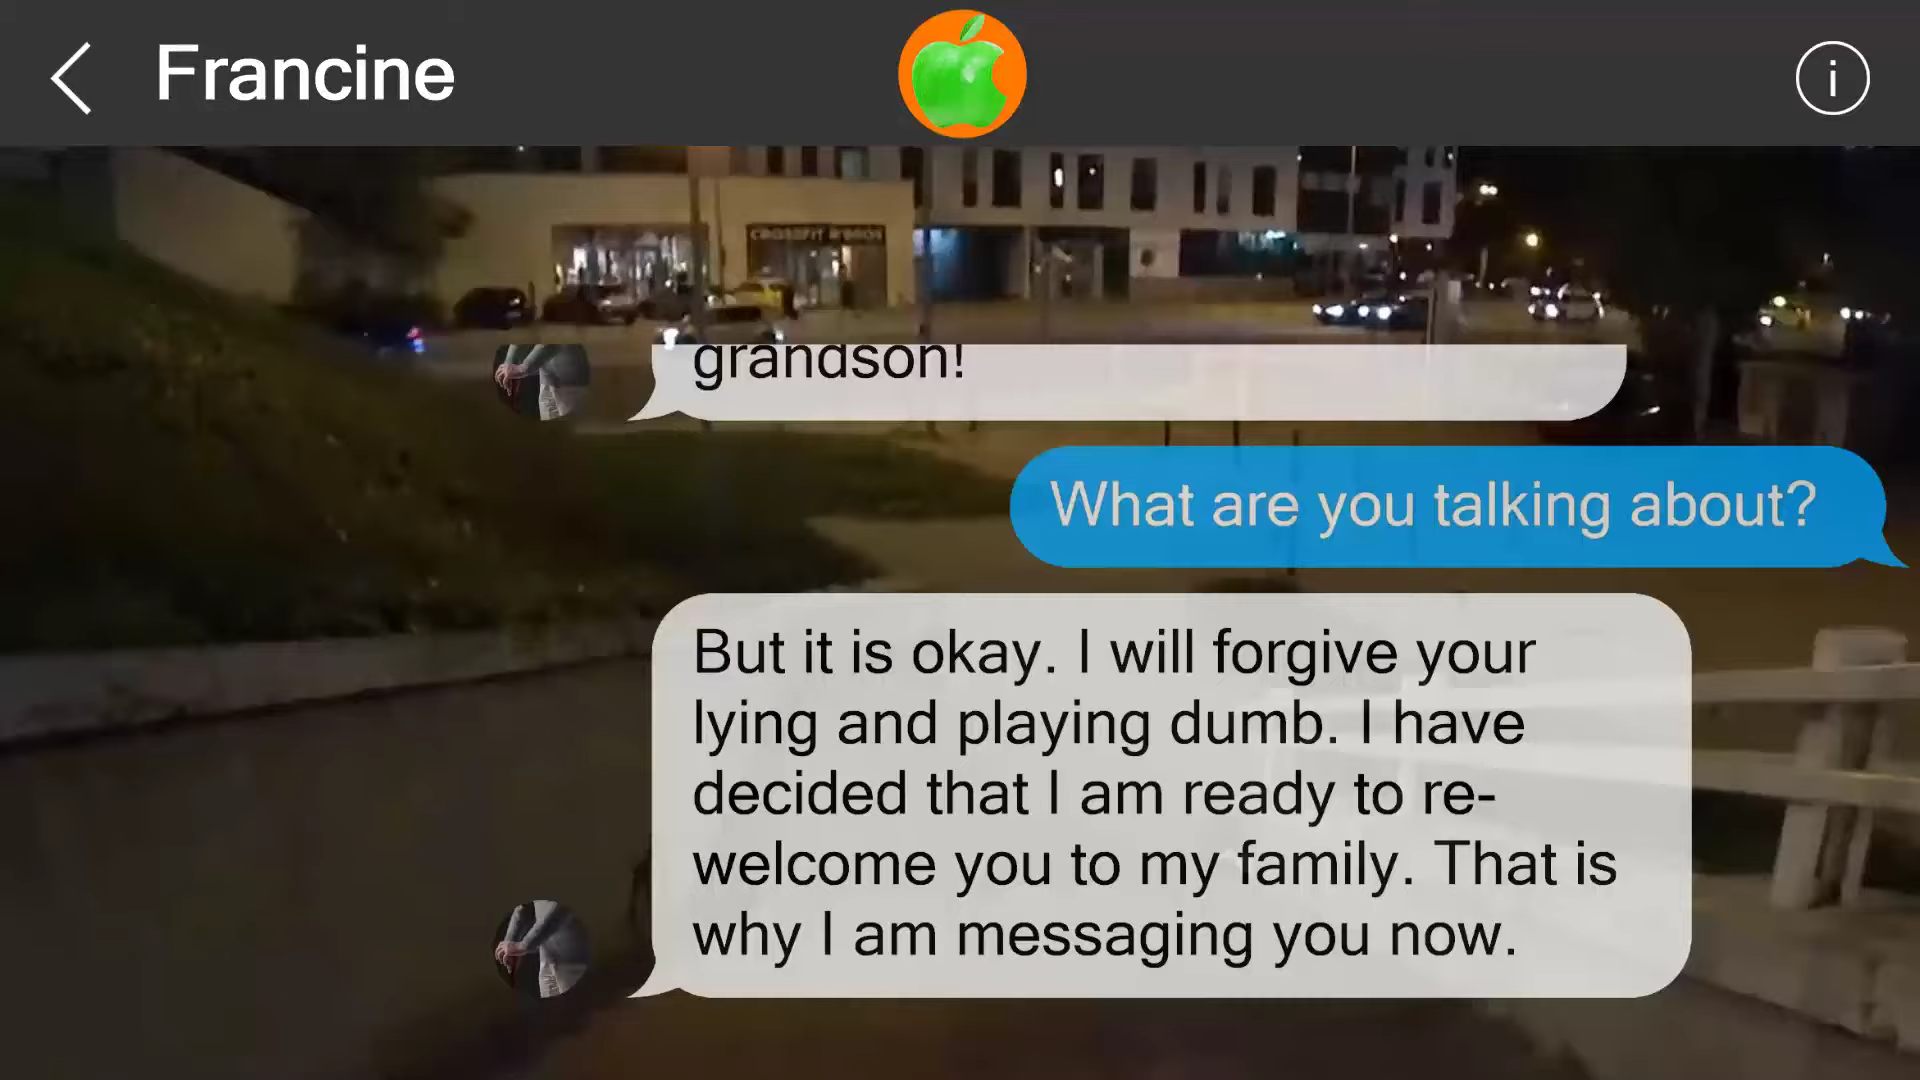 Francine
i
CROSSFIT
grandson!
What are you talking about?
But it is okay. I will forgive your
lying and playing dumb. I have
decided that I am ready to re-
welcome you to my family. That is
why I am messaging you now.